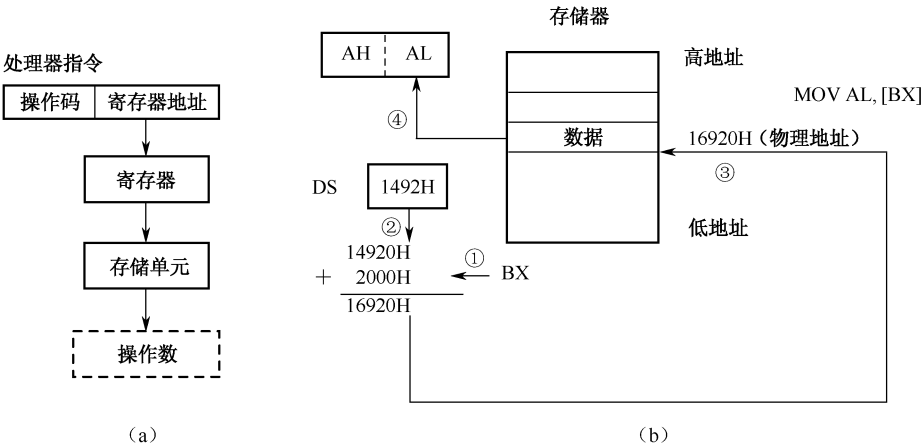 处理器指令
操作码 寄存器地址
寄存器
存储单元
操作数
(a)
存储器
AH AL
高地址
MOV AL, [BX]
④
数据
16920H（物理地址）
③
DS 1492H
②
低地址
14920H
①
+ 2000H
BX
16920H
(b)